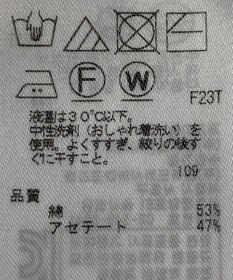 F
W
F23T
液温は30℃以下。
中性洗剤(おしゃれ着洗い)を
使用。よくすすぎ、絞りの後す
ぐに干すこと。
109
品質
綿 53%
アセテート 47%